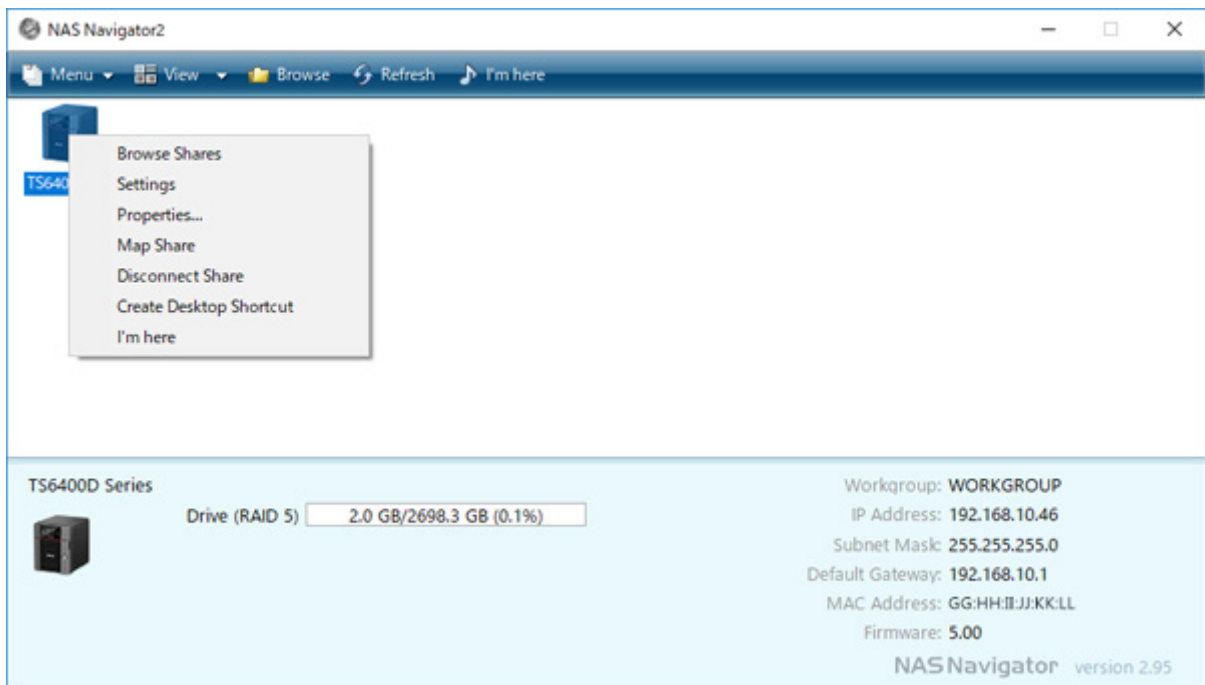 NAS Navigator2
Menu View Browse Refresh I'm here
TS640
Browse Shares
Settings
Properties...
Map Share
Disconnect Share
Create Desktop Shortcut
I'm here
TS6400D Series
Drive (RAID 5) 2.0 GB/2698.3 GB (0.1%)
Workgroup: WORKGROUP
IP Address: 192.168.10.46
Subnet Mask: 255.255.255.0
Default Gateway: 192.168.10.1
MAC Address: GG:HH:II:JJ:KK:LL
Firmware: 5.00
NAS Navigator version 2.95